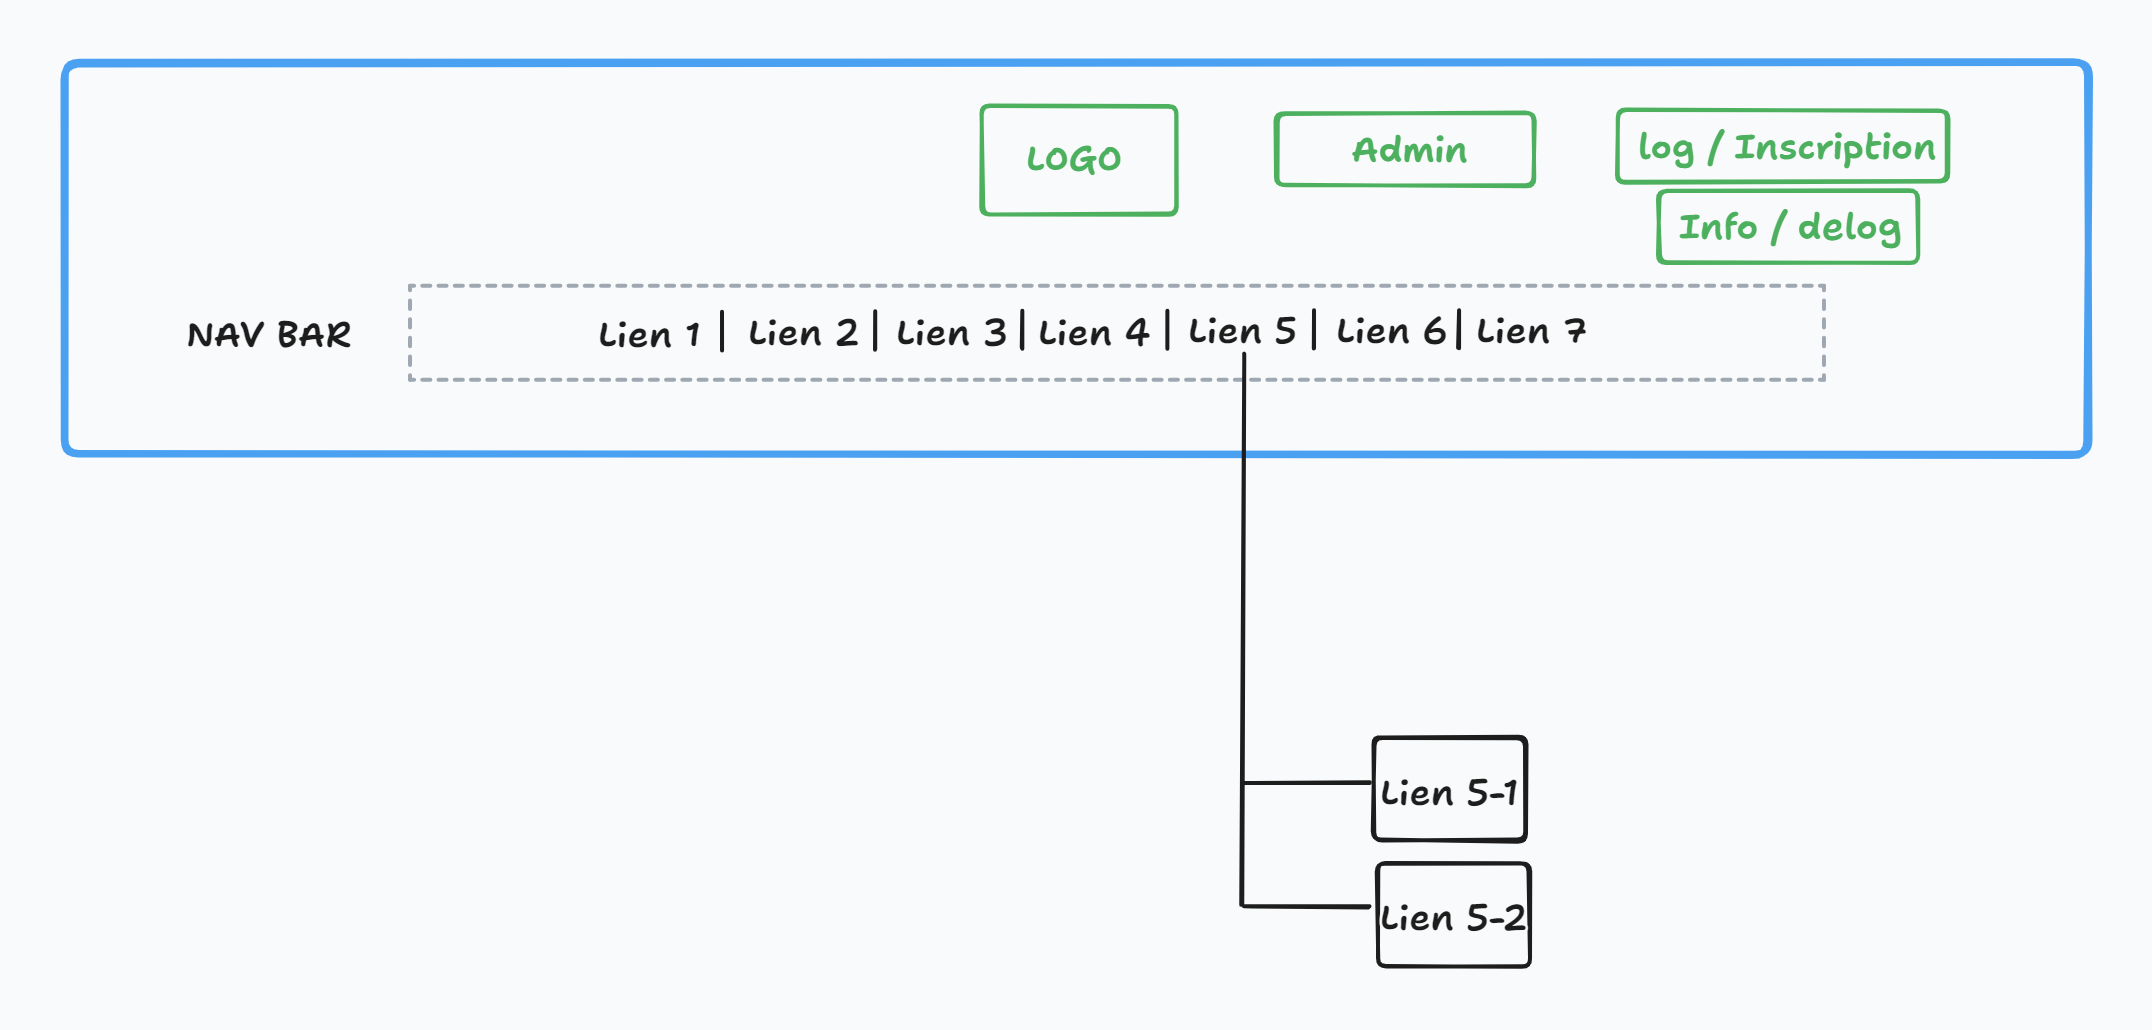 LOGO
Admin
log / Inscription
Info / delog
NAV BAR
Lien 1 | Lien 2 | Lien 3 | Lien 4 | Lien 5 | Lien 6 | Lien 7
Lien 5-1
Lien 5-2